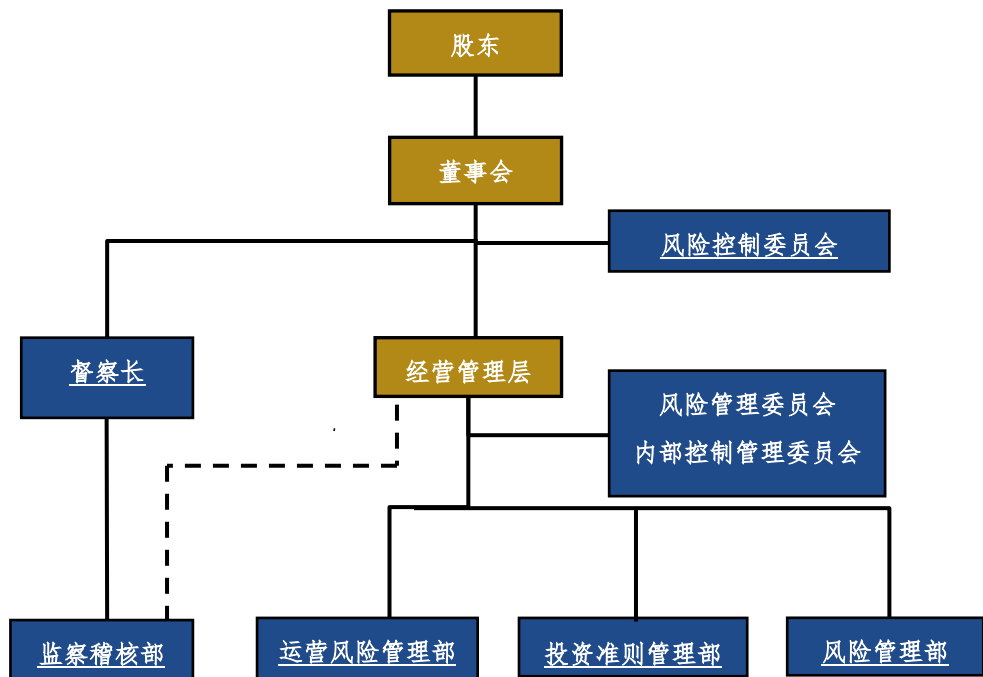 股东
董事会
风险控制委员会
督察长
经营管理层
风险管理委员会
内部控制管理委员会
监察稽核部
运营风险管理部
投资准则管理部
风险管理部